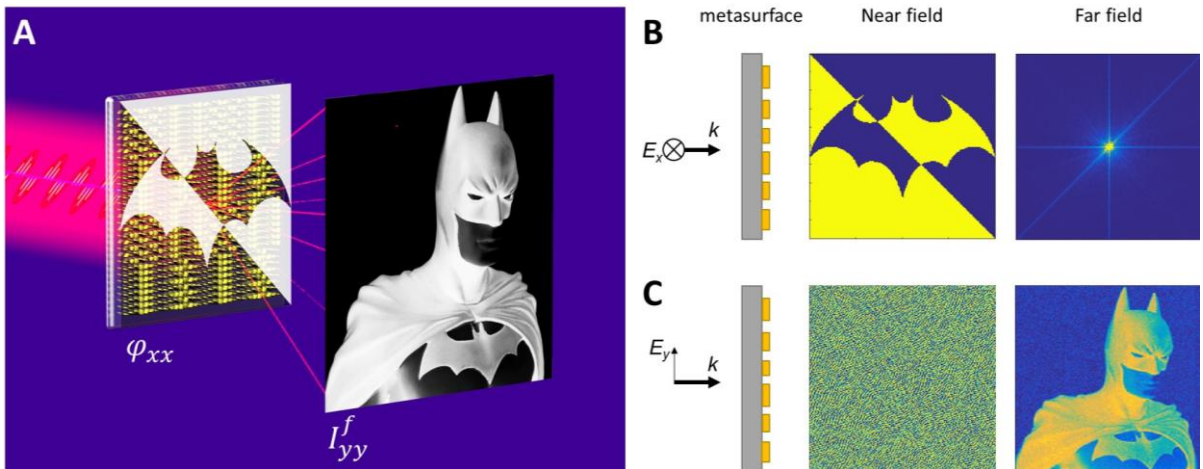 A
φxx
I^f_yy
metasurface
Near field
Far field
B
Ex
k
C
Ey
k